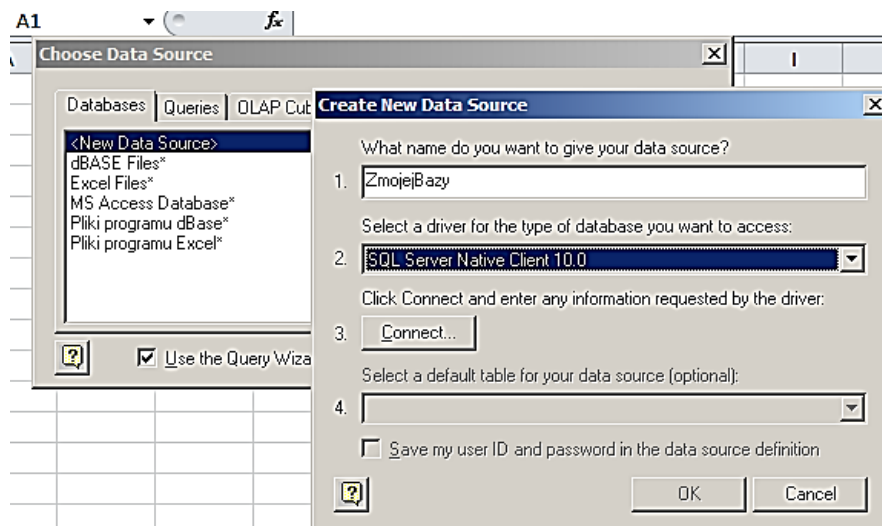 A1
fx
Choose Data Source
I
Databases
Queries
OLAP Cub
<New Data Source>
dBASE Files*
Excel Files*
MS Access Database*
Pliki programu dBase*
Pliki programu Excel*
Use the Query Wiza
Create New Data Source
What name do you want to give your data source?
1. ZmojejBazy
Select a driver for the type of database you want to access:
2. SQL Server Native Client 10.0
Click Connect and enter any information requested by the driver:
3. Connect...
Select a default table for your data source (optional):
4.
Save my user ID and password in the data source definition
OK
Cancel